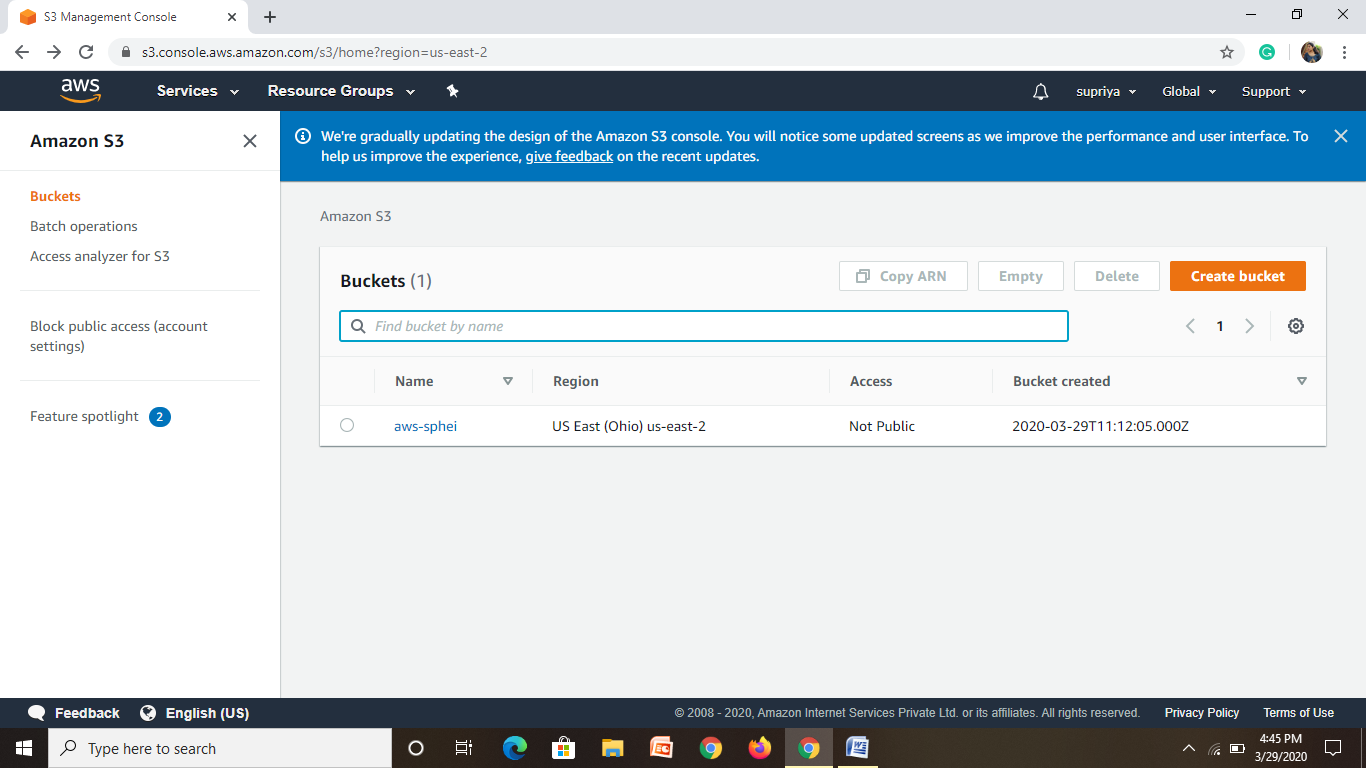 S3 Management Console
s3.console.aws.amazon.com/s3/home?region=us-east-2
aws Services Resource Groups supriya Global Support
Amazon S3
Buckets
Batch operations
Access analyzer for S3
Block public access (account
settings)
Feature spotlight 2
We're gradually updating the design of the Amazon S3 console. You will notice some updated screens as we improve the performance and user interface. To
help us improve the experience, give feedback on the recent updates.
Amazon S3
Buckets (1) Copy ARN Empty Delete Create bucket
Find bucket by name 1
Name Region Access Bucket created
aws-sphei US East (Ohio) us-east-2 Not Public 2020-03-29T11:12:05.000Z
Feedback English (US) © 2008 - 2020, Amazon Internet Services Private Ltd. or its affiliates. All rights reserved. Privacy Policy Terms of Use
Type here to search
4:45 PM
3/29/2020